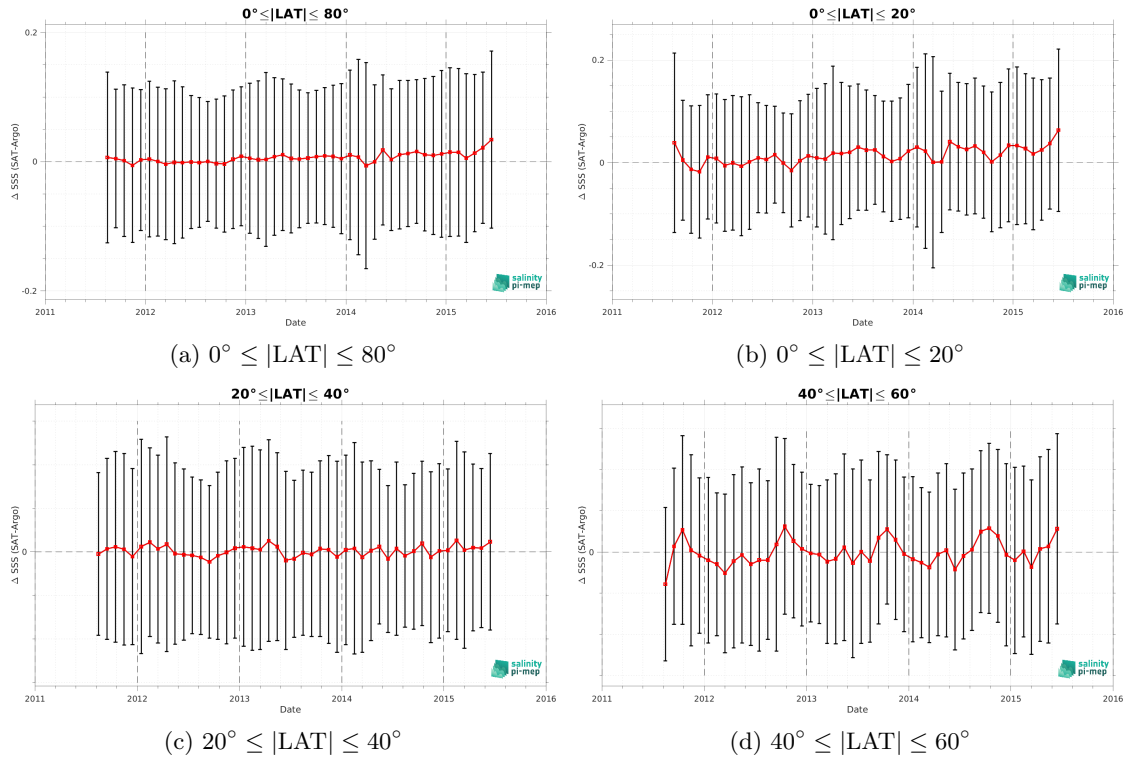 0°≤|LAT|≤ 80°
Δ SSS (SAT-Argo)
0.2
0
-0.2
2011 2012 2013 2014 2015 2016
Date
salinity
pi-mep
(a) 0° ≤ |LAT| ≤ 80°
0°≤|LAT|≤ 20°
Δ SSS (SAT-Argo)
0.2
0
-0.2
2011 2012 2013 2014 2015 2016
Date
salinity
pi-mep
(b) 0° ≤ |LAT| ≤ 20°
20°≤|LAT|≤ 40°
Δ SSS (SAT-Argo)
0
2011 2012 2013 2014 2015 2016
Date
salinity
pi-mep
(c) 20° ≤ |LAT| ≤ 40°
40°≤|LAT|≤ 60°
Δ SSS (SAT-Argo)
0
2011 2012 2013 2014 2015 2016
Date
salinity
pi-mep
(d) 40° ≤ |LAT| ≤ 60°